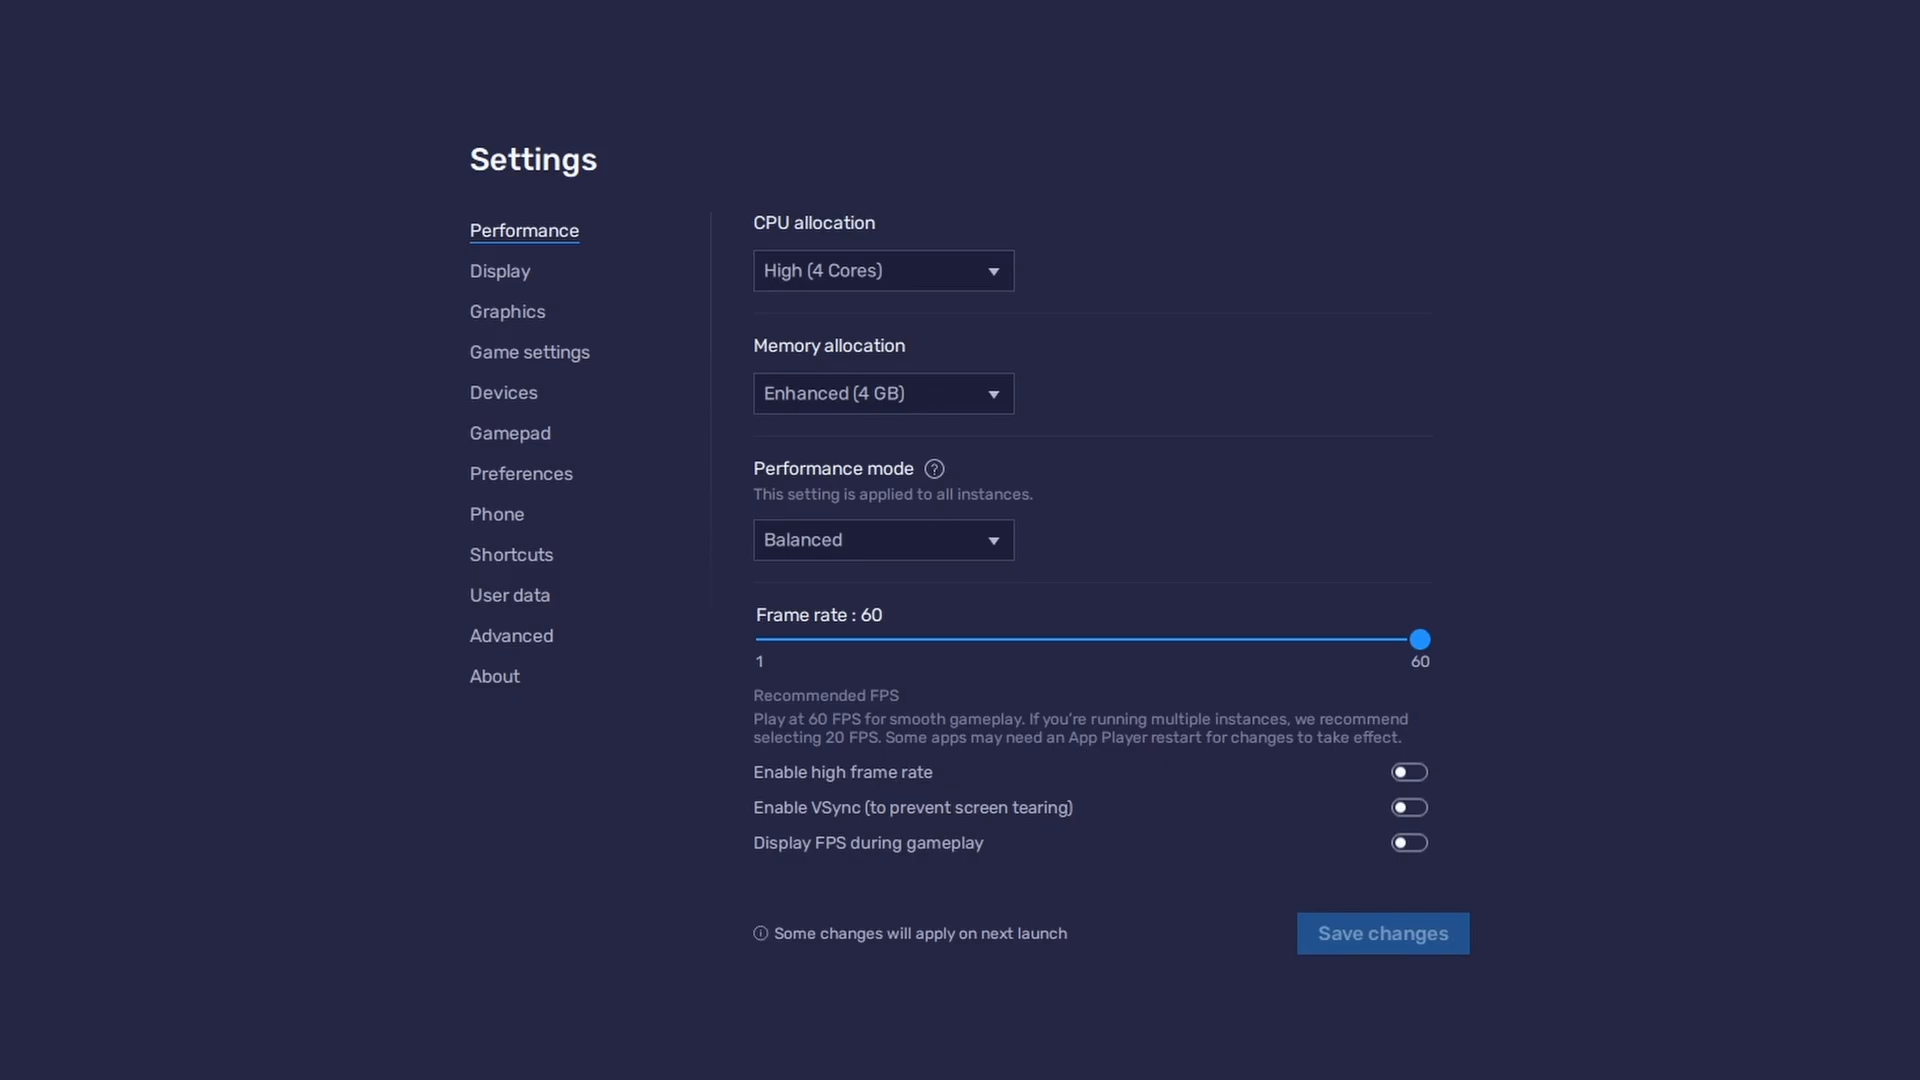 Settings
Performance
Display
Graphics
Game settings
Devices
Gamepad
Preferences
Phone
Shortcuts
User data
Advanced
About
CPU allocation
High (4 Cores)
Memory allocation
Enhanced (4 GB)
Performance mode ?
This setting is applied to all instances.
Balanced
Frame rate : 60
1
60
Recommended FPS
Play at 60 FPS for smooth gameplay. If you’re running multiple instances, we recommend
selecting 20 FPS. Some apps may need an App Player restart for changes to take effect.
Enable high frame rate
Enable VSync (to prevent screen tearing)
Display FPS during gameplay
Some changes will apply on next launch
Save changes